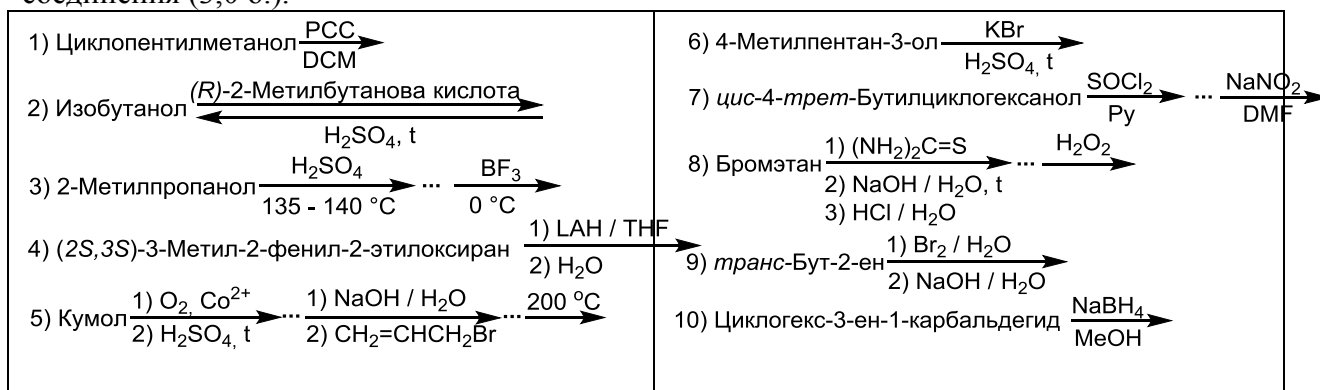 соединения (3,0 б.).
1) Циклопентилметанол PCC DCM
2) Изобутанол (R)-2-Метилбутанова кислота H2SO4, t
3) 2-Метилпропанол H2SO4 135 - 140 °C ... BF3 0 °C
4) (2S,3S)-3-Метил-2-фенил-2-этилоксиран 1) LAH / THF 2) H2O
5) Кумол 1) O2, Co2+ 2) H2SO4, t ... 1) NaOH / H2O 2) CH2=CHCH2Br ... 200 °C
6) 4-Метилпентан-3-ол KBr H2SO4, t
7) цис-4-трет-Бутилциклогексанол SOCl2 Py ... NaNO2 DMF
8) Бромэтан 1) (NH2)2C=S 2) NaOH / H2O, t 3) HCl / H2O ... H2O2
9) транс-Бут-2-ен 1) Br2 / H2O 2) NaOH / H2O
10) Циклогекс-3-ен-1-карбальдегид NaBH4 MeOH